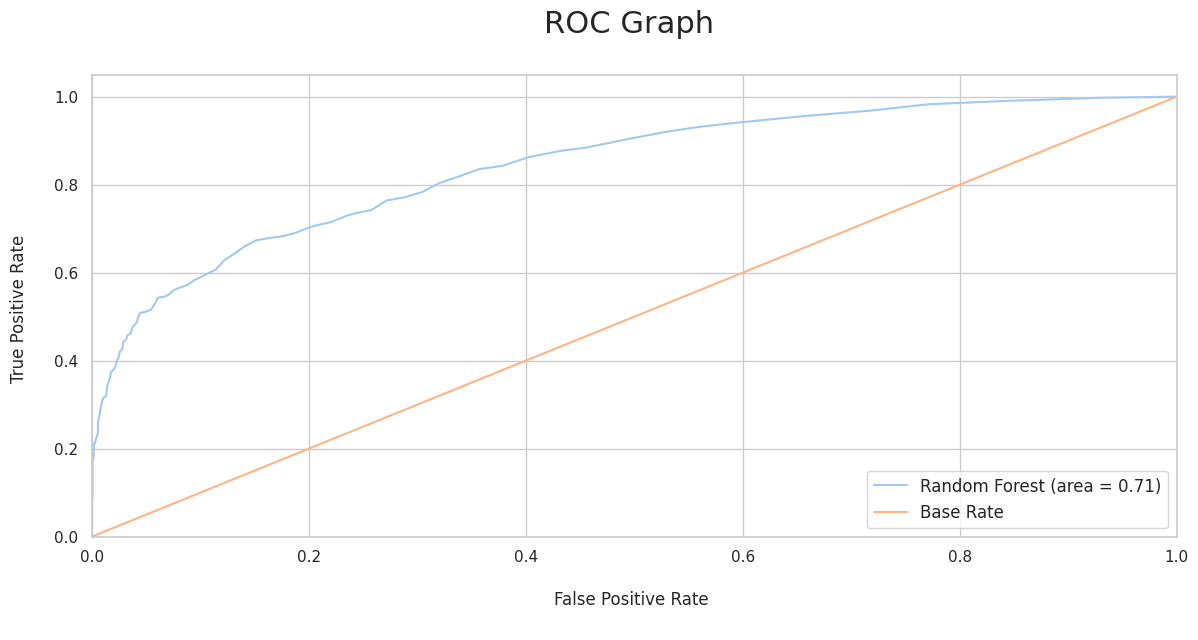 ROC Graph
True Positive Rate
1.0
0.8
0.6
0.4
0.2
0.0
Random Forest (area = 0.71)
Base Rate
0.0 0.2 0.4 0.6 0.8 1.0
False Positive Rate